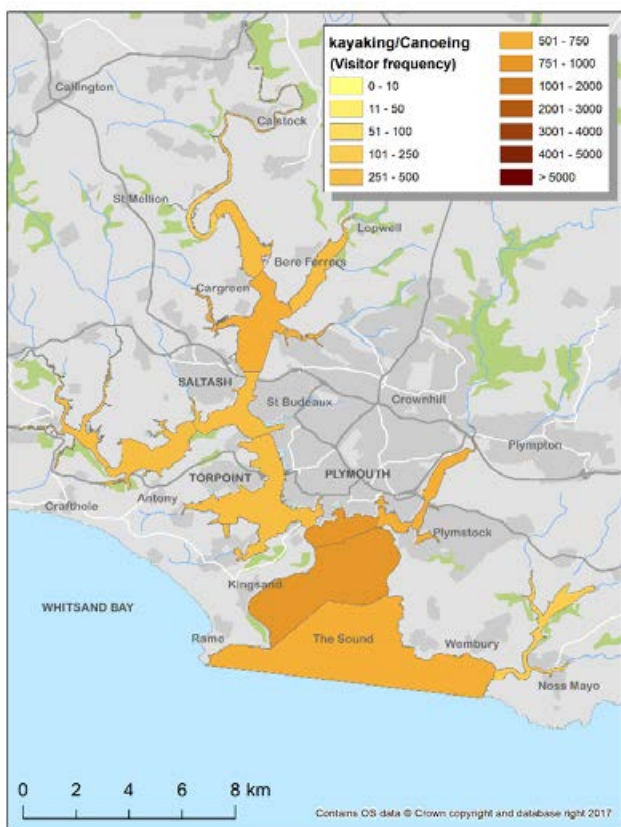 kayaking/Canoeing
(Visitor frequency)
0 - 10
11 - 50
51 - 100
101 - 250
251 - 500
501 - 750
751 - 1000
1001 - 2000
2001 - 3000
3001 - 4000
4001 - 5000
> 5000
Callington
Calstock
St Mellion
Lopwell
Bere Ferrers
Cargreen
SALTASH
St Budeaux
Crownhill
Plympton
TORPOINT
PLYMOUTH
Antony
Crafthole
Plymstock
Kingsand
WHITSAND BAY
Rame
The Sound
Wembury
Noss Mayo
0 2 4 6 8 km
Contains OS data © Crown copyright and database right 2017